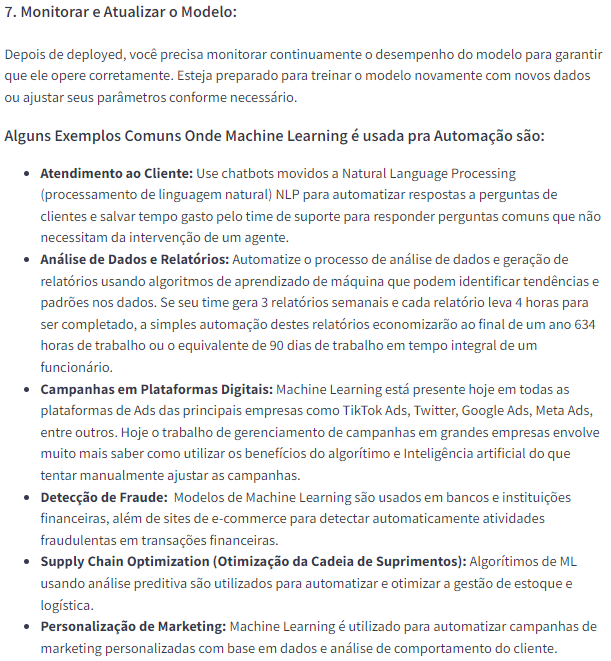 7. Monitorar e Atualizar o Modelo:
Depois de deployed, você precisa monitorar continuamente o desempenho do modelo para garantir
que ele opere corretamente. Esteja preparado para treinar o modelo novamente com novos dados
ou ajustar seus parâmetros conforme necessário.
Alguns Exemplos Comuns Onde Machine Learning é usada pra Automação são:
• Atendimento ao Cliente: Use chatbots movidos a Natural Language Processing
(processamento de linguagem natural) NLP para automatizar respostas a perguntas de
clientes e salvar tempo gasto pelo time de suporte para responder perguntas comuns que não
necessitam da intervenção de um agente.
• Análise de Dados e Relatórios: Automatize o processo de análise de dados e geração de
relatórios usando algoritmos de aprendizado de máquina que podem identificar tendências e
padrões nos dados. Se seu time gera 3 relatórios semanais e cada relatório leva 4 horas para
ser completado, a simples automação destes relatórios economizarão ao final de um ano 634
horas de trabalho ou o equivalente de 90 dias de trabalho em tempo integral de um
funcionário.
• Campanhas em Plataformas Digitais: Machine Learning está presente hoje em todas as
plataformas de Ads das principais empresas como TikTok Ads, Twitter, Google Ads, Meta Ads,
entre outros. Hoje o trabalho de gerenciamento de campanhas em grandes empresas envolve
muito mais saber como utilizar os benefícios do algorítimo e Inteligência artificial do que
tentar manualmente ajustar as campanhas.
• Detecção de Fraude: Modelos de Machine Learning são usados em bancos e instituições
financeiras, além de sites de e-commerce para detectar automaticamente atividades
fraudulentas em transações financeiras.
• Supply Chain Optimization (Otimização da Cadeia de Suprimentos): Algorítimos de ML
usando análise preditiva são utilizados para automatizar e otimizar a gestão de estoque e
logística.
• Personalização de Marketing: Machine Learning é utilizado para automatizar campanhas de
marketing personalizadas com base em dados e análise de comportamento do cliente.